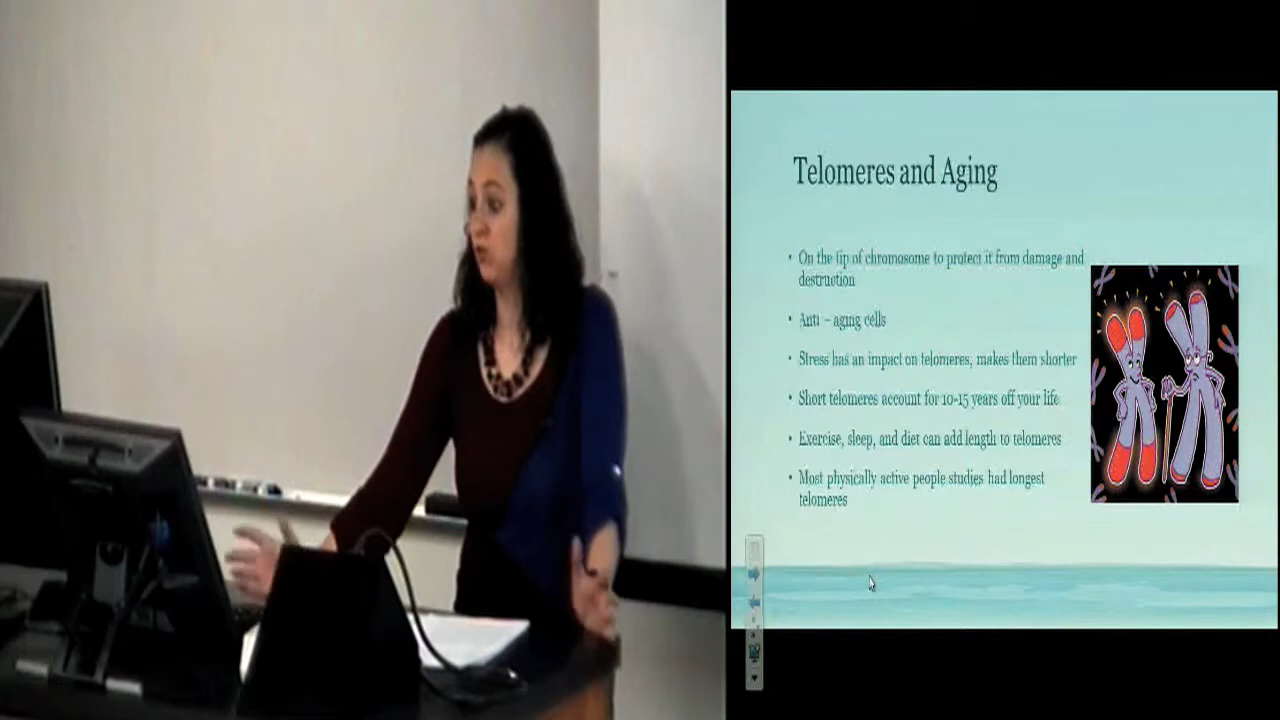 Telomeres and Aging
• On the tip of chromosome to protect it from damage and
destruction
• Anti – aging cells
• Stress has an impact on telomeres, makes them shorter
• Short telomeres account for 10-15 years off your life
• Exercise, sleep, and diet can add length to telomeres
• Most physically active people studies had longest
telomeres